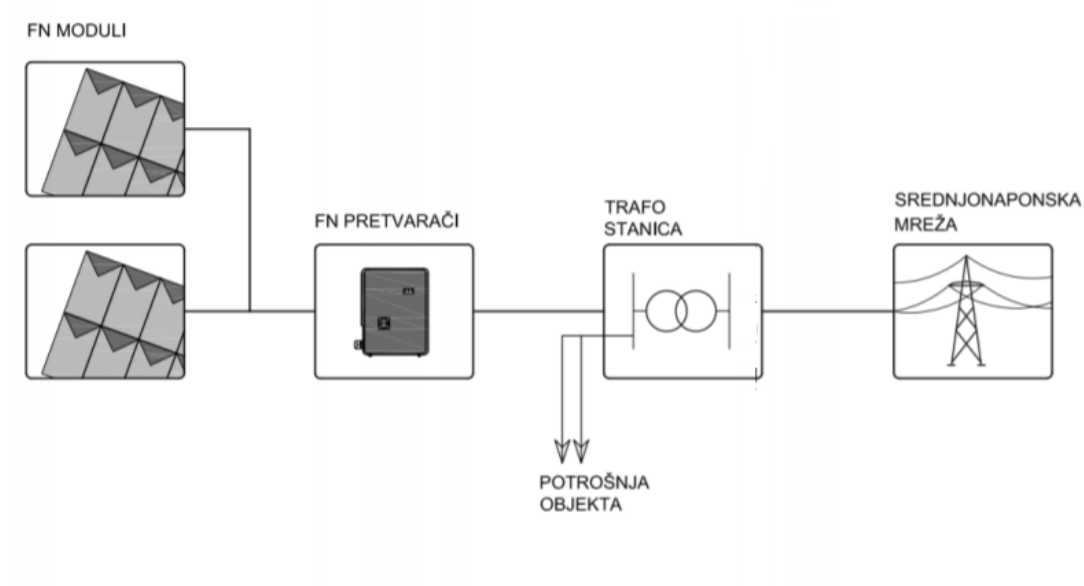 FN MODULI
FN PRETVARAČI
TRAFO
STANICA
SREDNJONAPONSKA
MREŽA
POTROŠNJA
OBJEKTA